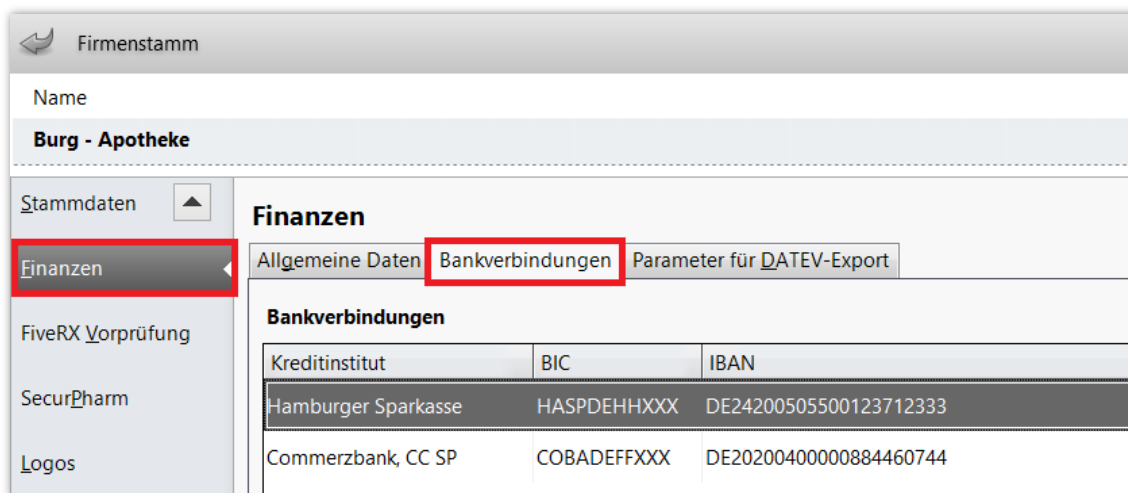 Firmenstamm
Name
Burg - Apotheke
Stammdaten
Finanzen
FiveRX Vorprüfung
SecurPharm
Logos
Finanzen
Allgemeine Daten Bankverbindungen Parameter für DATEV-Export
Bankverbindungen
Kreditinstitut BIC IBAN
Hamburger Sparkasse HASPDEHHXXX DE24200505500123712333
Commerzbank, CC SP COBADEFFXXX DE20200400000884460744